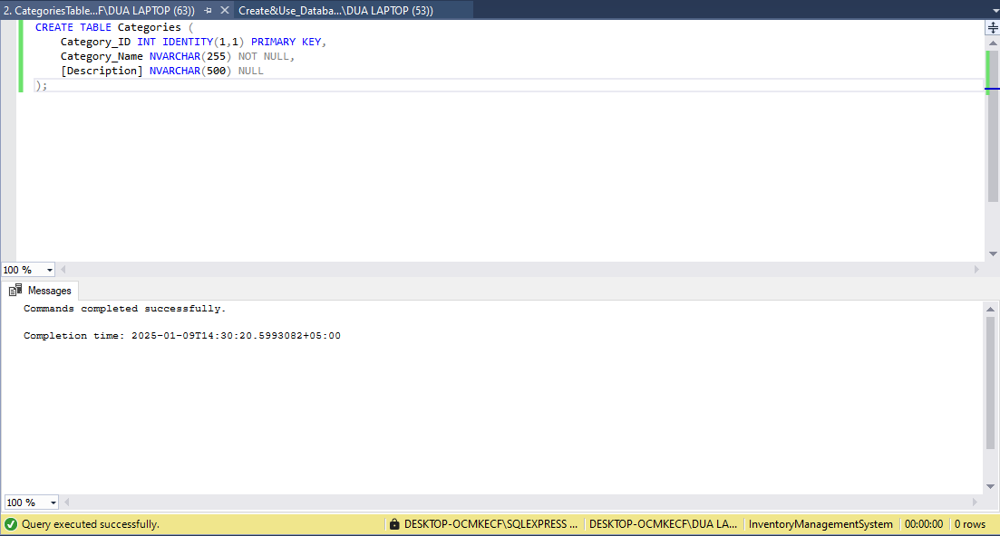 2. CategoriesTable...F\DUA LAPTOP (63)) Create&Use_Databa...\DUA LAPTOP (53))
CREATE TABLE Categories (
Category_ID INT IDENTITY(1,1) PRIMARY KEY,
Category_Name NVARCHAR(255) NOT NULL,
[Description] NVARCHAR(500) NULL
);
100 %
Messages
Commands completed successfully.
Completion time: 2025-01-09T14:30:20.5993082+05:00
100 %
Query executed successfully. DESKTOP-OCMKECF\SQLEXPRESS ... DESKTOP-OCMKECF\DUA LA... InventoryManagementSystem 00:00:00 0 rows